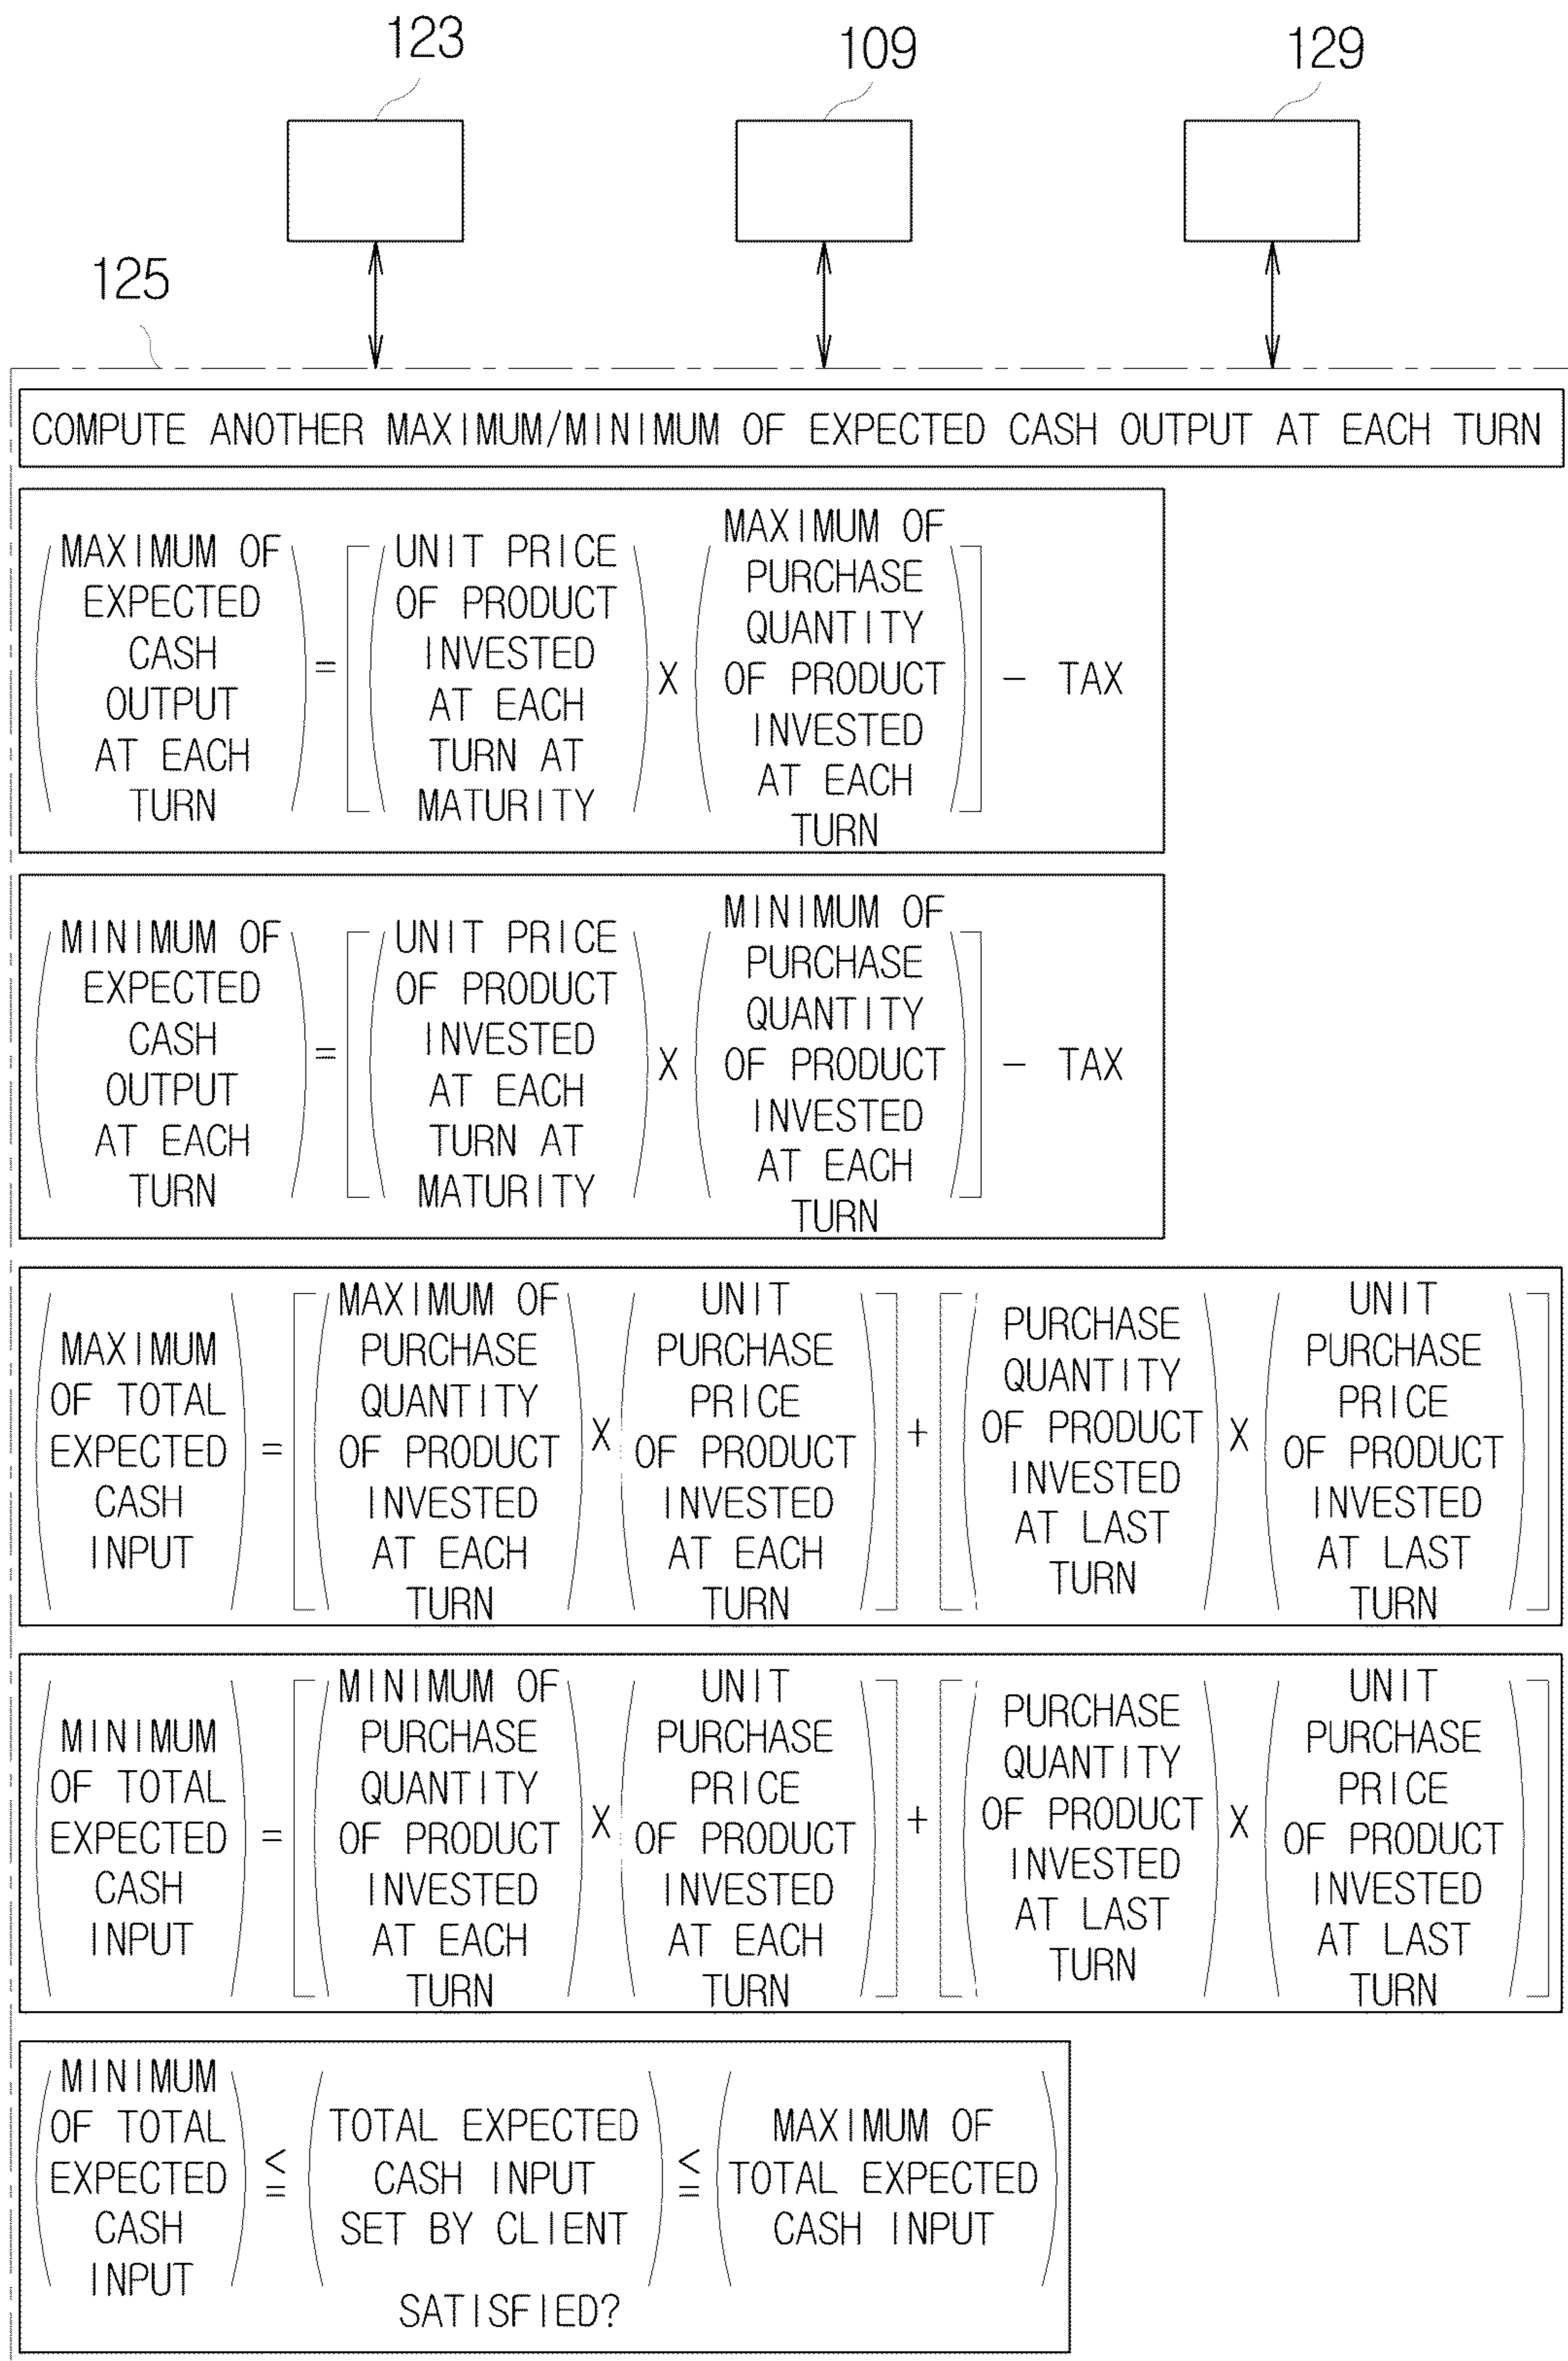 123
109
129
125
COMPUTE ANOTHER MAXIMUM/MINIMUM OF EXPECTED CASH OUTPUT AT EACH TURN
MAXIMUM OF
EXPECTED
CASH
OUTPUT
AT EACH
TURN
=
UNIT PRICE
OF PRODUCT
INVESTED
AT EACH
TURN AT
MATURITY
X
MAXIMUM OF
PURCHASE
QUANTITY
OF PRODUCT
INVESTED
AT EACH
TURN
- TAX
MINIMUM OF
EXPECTED
CASH
OUTPUT
AT EACH
TURN
=
UNIT PRICE
OF PRODUCT
INVESTED
AT EACH
TURN AT
MATURITY
X
MINIMUM OF
PURCHASE
QUANTITY
OF PRODUCT
INVESTED
AT EACH
TURN
- TAX
MAXIMUM
OF TOTAL
EXPECTED
CASH
INPUT
=
MAXIMUM OF
PURCHASE
QUANTITY
OF PRODUCT
INVESTED
AT EACH
TURN
X
UNIT
PURCHASE
PRICE
OF PRODUCT
INVESTED
AT EACH
TURN
+
PURCHASE
QUANTITY
OF PRODUCT
INVESTED
AT LAST
TURN
X
UNIT
PURCHASE
PRICE
OF PRODUCT
INVESTED
AT LAST
TURN
MINIMUM
OF TOTAL
EXPECTED
CASH
INPUT
=
MINIMUM OF
PURCHASE
QUANTITY
OF PRODUCT
INVESTED
AT EACH
TURN
X
UNIT
PURCHASE
PRICE
OF PRODUCT
INVESTED
AT EACH
TURN
+
PURCHASE
QUANTITY
OF PRODUCT
INVESTED
AT LAST
TURN
X
UNIT
PURCHASE
PRICE
OF PRODUCT
INVESTED
AT LAST
TURN
MINIMUM
OF TOTAL
EXPECTED
CASH
INPUT
≦
TOTAL EXPECTED
CASH INPUT
SET BY CLIENT
≦
MAXIMUM OF
TOTAL EXPECTED
CASH INPUT
SATISFIED?